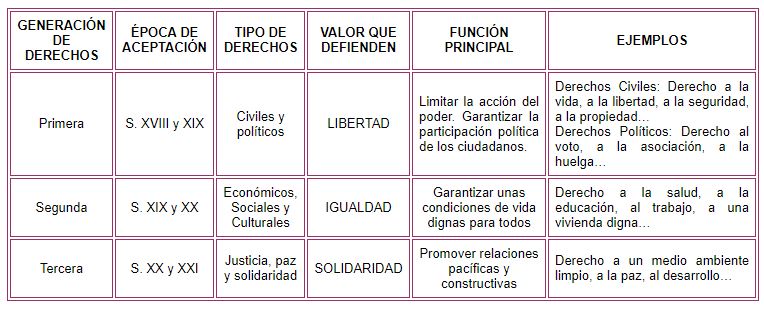 GENERACIÓN
DE
DERECHOS
ÉPOCA DE
ACEPTACIÓN
TIPO DE
DERECHOS
VALOR QUE
DEFIENDEN
FUNCIÓN
PRINCIPAL
EJEMPLOS
Primera
S. XVIII y XIX
Civiles y
políticos
LIBERTAD
Limitar la acción del
poder. Garantizar la
participación política
de los ciudadanos.
Derechos Civiles: Derecho a la
vida, a la libertad, a la seguridad,
a la propiedad…
Derechos Políticos: Derecho al
voto, a la asociación, a la
huelga…
Segunda
S. XIX y XX
Económicos,
Sociales y
Culturales
IGUALDAD
Garantizar unas
condiciones de vida
dignas para todos
Derecho a la salud, a la
educación, al trabajo, a una
vivienda digna…
Tercera
S. XX y XXI
Justicia, paz
y solidaridad
SOLIDARIDAD
Promover relaciones
pacíficas y
constructivas
Derecho a un medio ambiente
limpio, a la paz, al desarrollo…